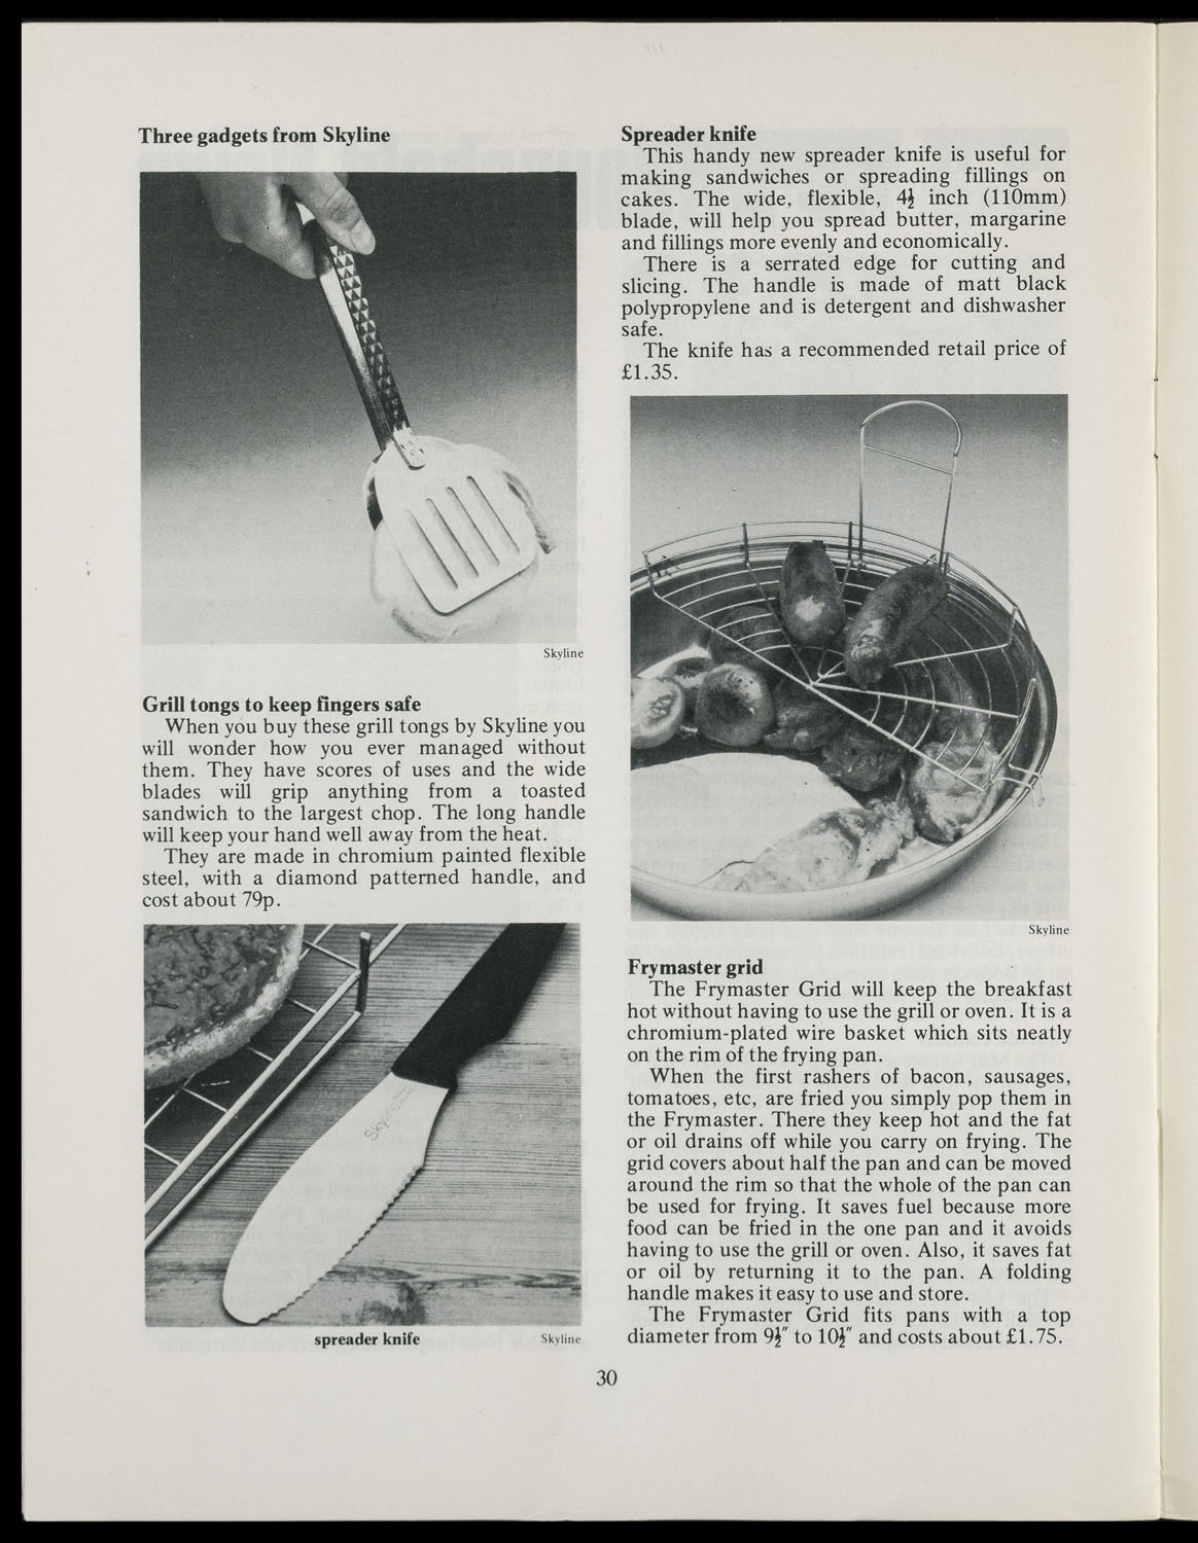 Three gadgets from Skyline
Skyline
Grill tongs to keep fingers safe
When you buy these grill tongs by Skyline you
will wonder how you ever managed without
them. They have scores of uses and the wide
blades will grip anything from a toasted
sandwich to the largest chop. The long handle
will keep your hand well away from the heat.
They are made in chromium painted flexible
steel, with a diamond patterned handle, and
cost about 79p.
Skyline
spreader knife
Skyline
Spreader knife
This handy new spreader knife is useful for
making sandwiches or spreading fillings on
cakes. The wide, flexible, 4½ inch (110mm)
blade, will help you spread butter, margarine
and fillings more evenly and economically.
There is a serrated edge for cutting and
slicing. The handle is made of matt black
polypropylene and is detergent and dishwasher
safe.
The knife has a recommended retail price of
£1.35.
Skyline
Frymaster grid
The Frymaster Grid will keep the breakfast
hot without having to use the grill or oven. It is a
chromium-plated wire basket which sits neatly
on the rim of the frying pan.
When the first rashers of bacon, sausages,
tomatoes, etc, are fried you simply pop them in
the Frymaster. There they keep hot and the fat
or oil drains off while you carry on frying. The
grid covers about half the pan and can be moved
around the rim so that the whole of the pan can
be used for frying. It saves fuel because more
food can be fried in the one pan and it avoids
having to use the grill or oven. Also, it saves fat
or oil by returning it to the pan. A folding
handle makes it easy to use and store.
The Frymaster Grid fits pans with a top
diameter from 9½″ to 10½″ and costs about £1.75.
30